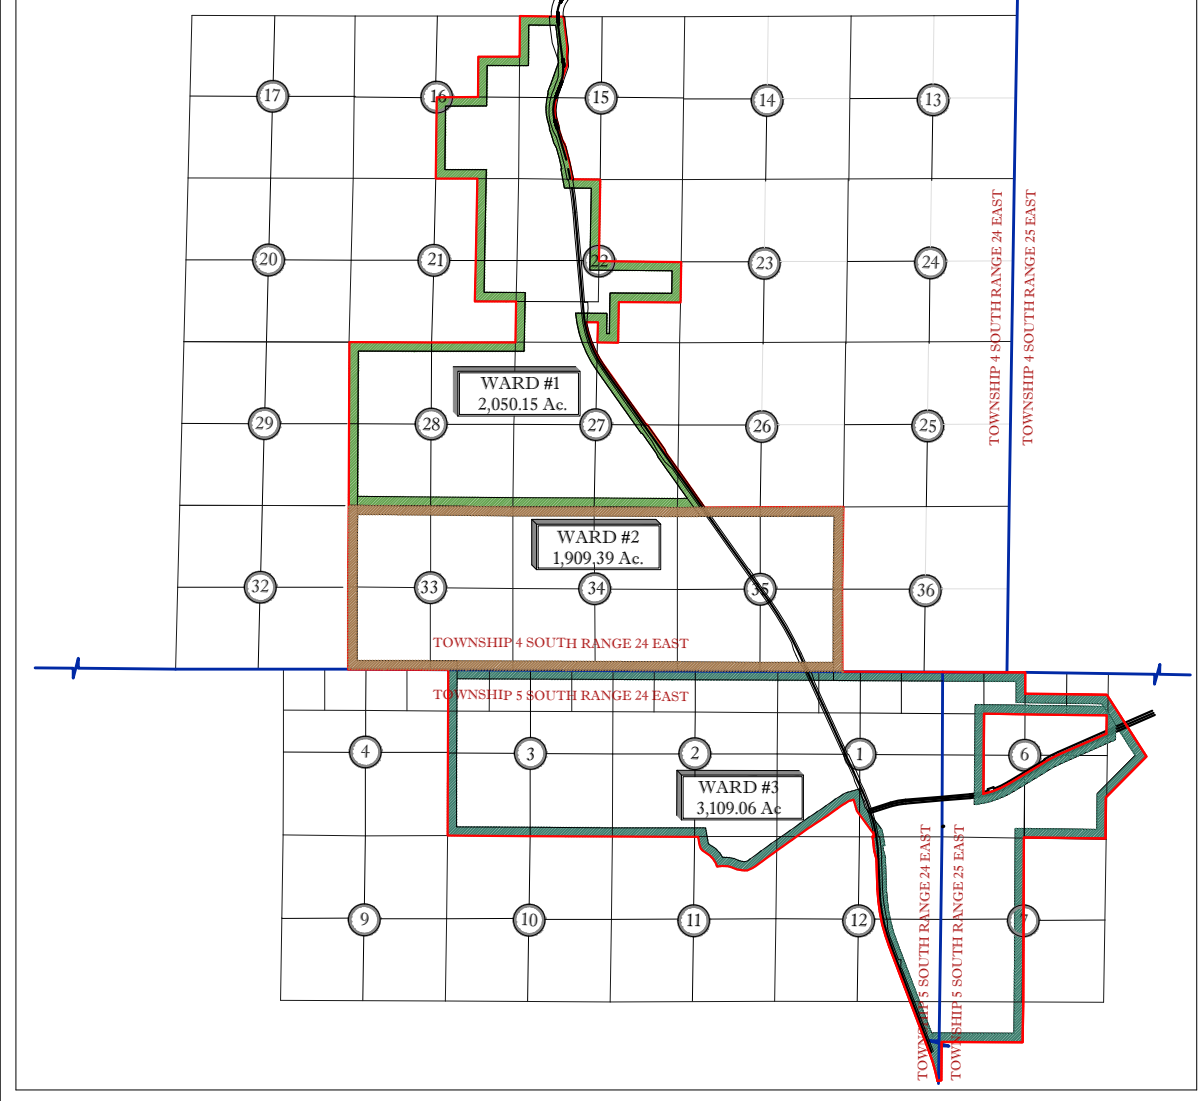 17
16
15
14
13
20
21
22
23
24
TOWNSHIP 4 SOUTH RANGE 24 EAST
TOWNSHIP 4 SOUTH RANGE 25 EAST
WARD #1
2,050.15 Ac.
29
28
27
26
25
WARD #2
1,909,39 Ac.
32
33
34
35
36
TOWNSHIP 4 SOUTH RANGE 24 EAST
TOWNSHIP 5 SOUTH RANGE 24 EAST
4
3
2
1
6
WARD #3
3,109.06 Ac
TOWNSHIP 5 SOUTH RANGE 24 EAST
TOWNSHIP 5 SOUTH RANGE 25 EAST
9
10
11
12
7